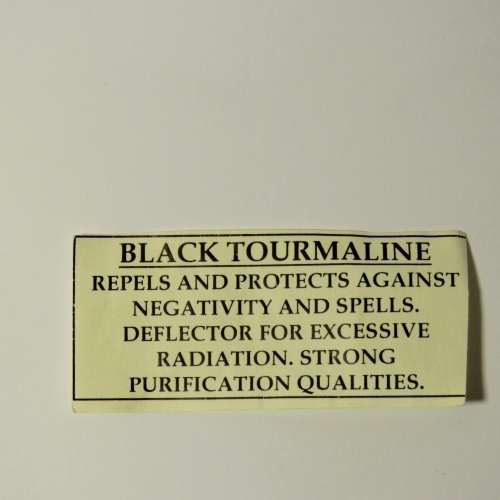 BLACK TOURMALINE
REPELS AND PROTECTS AGAINST
NEGATIVITY AND SPELLS.
DEFLECTOR FOR EXCESSIVE
RADIATION. STRONG
PURIFICATION QUALITIES.